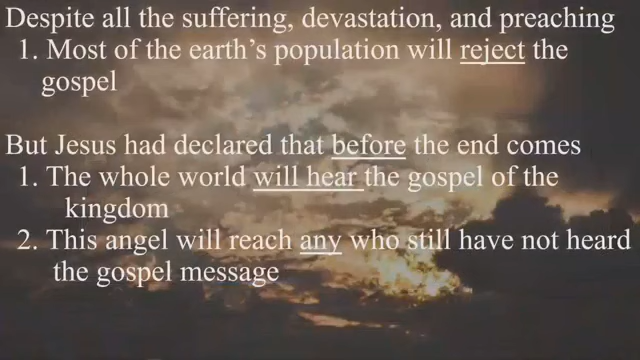 Despite all the suffering, devastation, and preaching
1. Most of the earth’s population will reject the
gospel
But Jesus had declared that before the end comes
1. The whole world will hear the gospel of the
kingdom
2. This angel will reach any who still have not heard
the gospel message